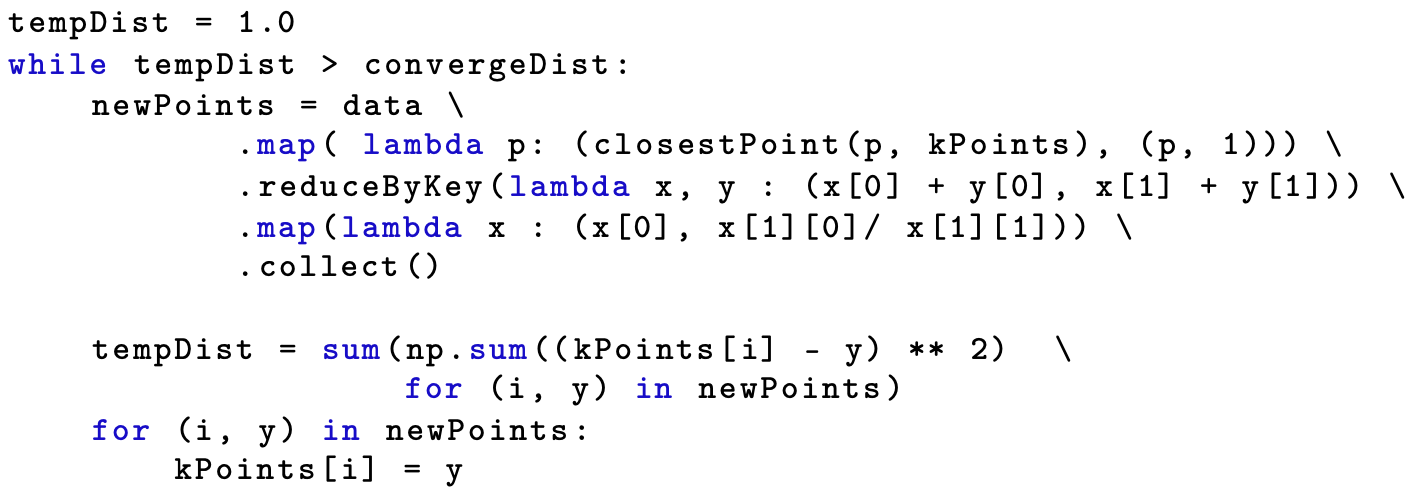 tempDist = 1.0
while tempDist > convergeDist:
    newPoints = data \
           .map( lambda p: (closestPoint(p, kPoints), (p, 1))) \
           .reduceByKey(lambda x, y : (x[0] + y[0], x[1] + y[1])) \
           .map(lambda x : (x[0], x[1][0]/ x[1][1])) \
           .collect()

    tempDist = sum(np.sum((kPoints[i] - y) ** 2)  \
                   for (i, y) in newPoints)
    for (i, y) in newPoints:
        kPoints[i] = y